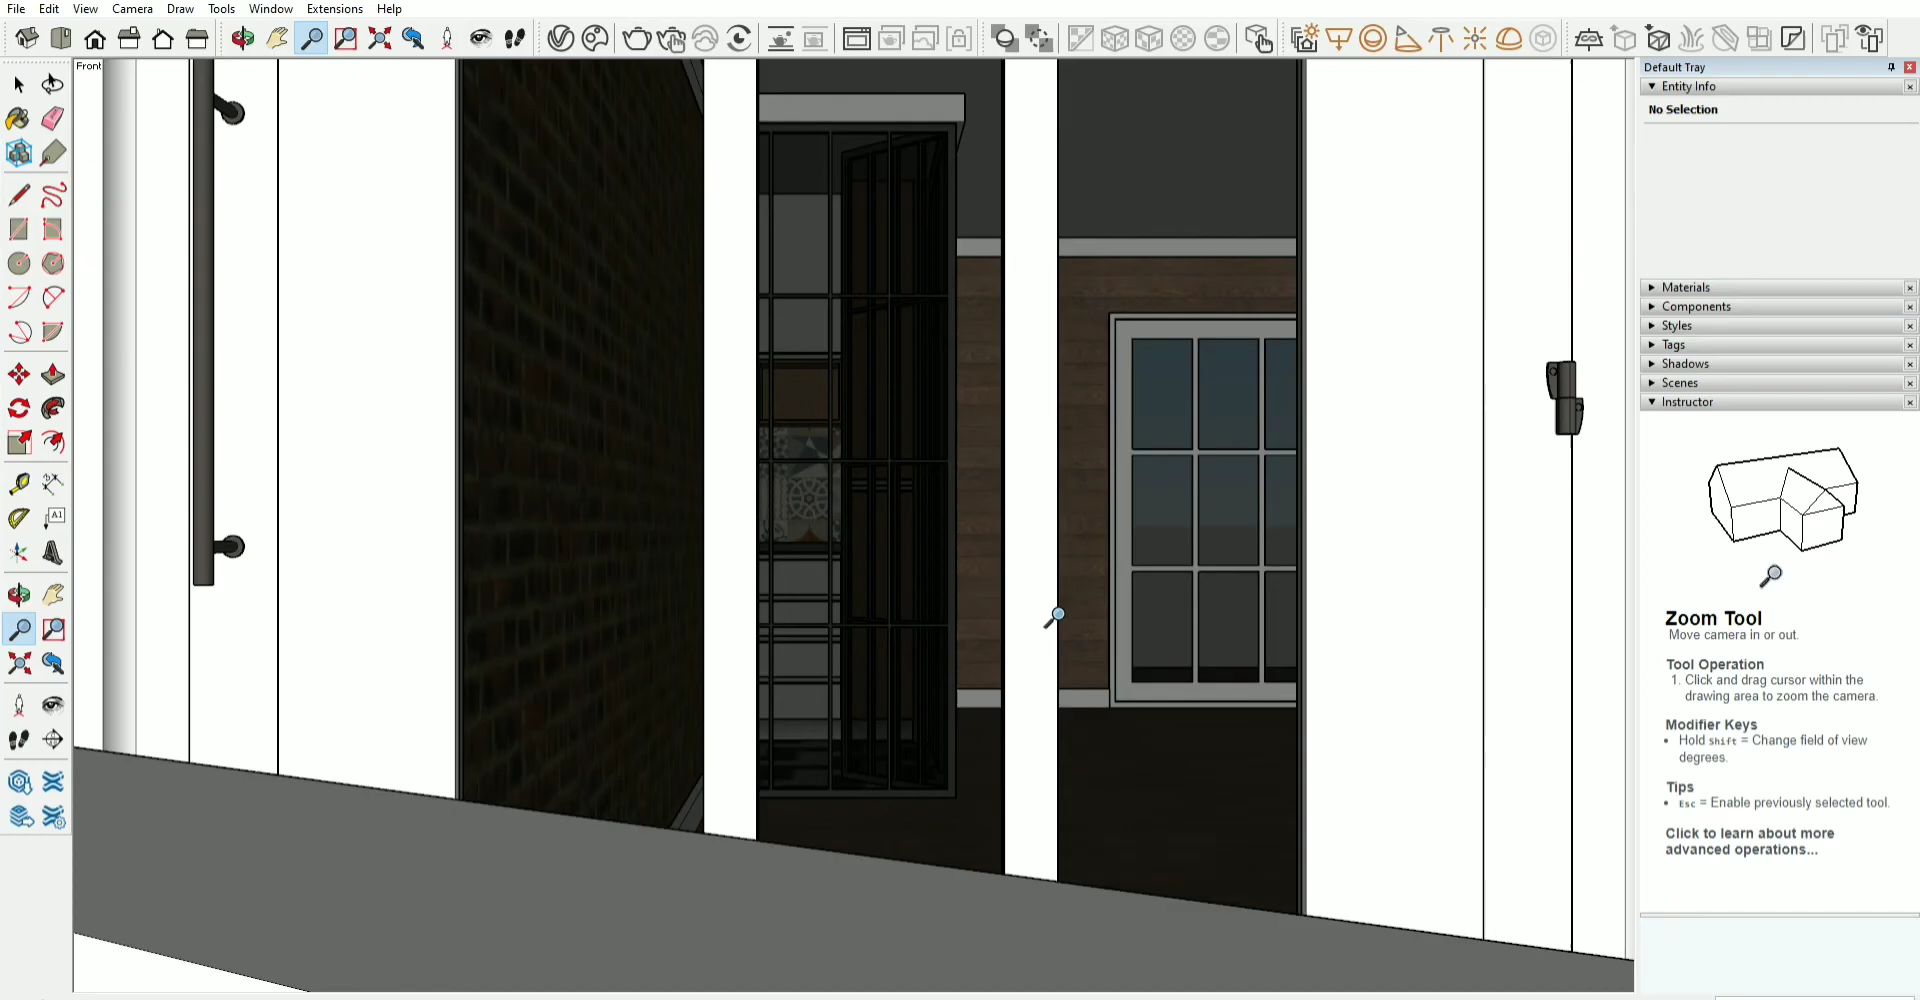 File Edit View Camera Draw Tools Window Extensions Help
Front
A1
Default Tray
Entity Info
No Selection
Materials
Components
Styles
Tags
Shadows
Scenes
Instructor
Zoom Tool
Move camera in or out.
Tool Operation
1. Click and drag cursor within the
drawing area to zoom the camera.
Modifier Keys
• Hold Shift = Change field of view
degrees.
Tips
• Esc = Enable previously selected tool.
Click to learn about more
advanced operations...